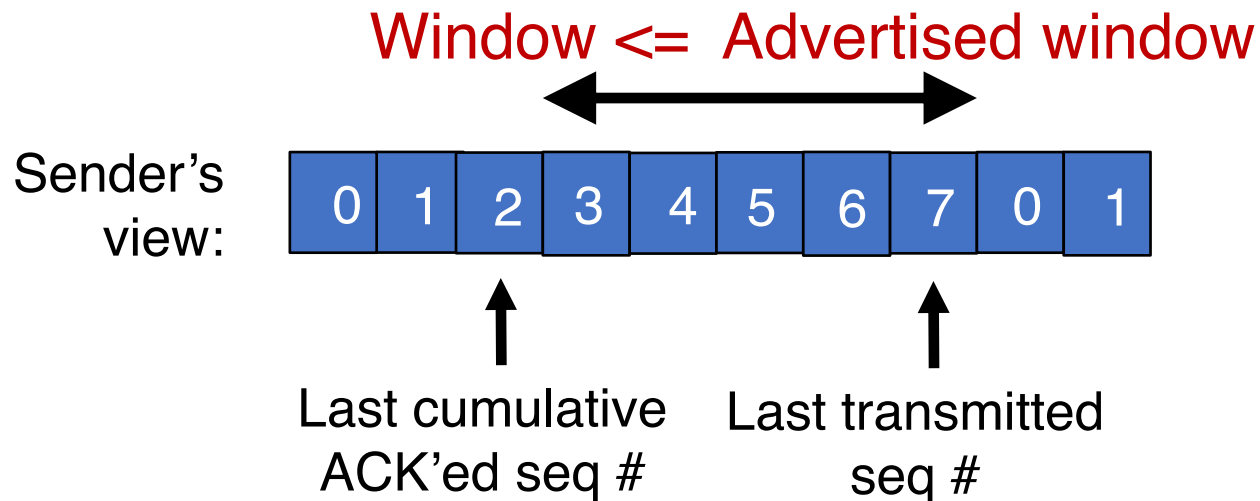 Window <= Advertised window
Sender's
view:
0 1 2 3 4 5 6 7 0 1
Last cumulative
ACK'ed seq #
Last transmitted
seq #